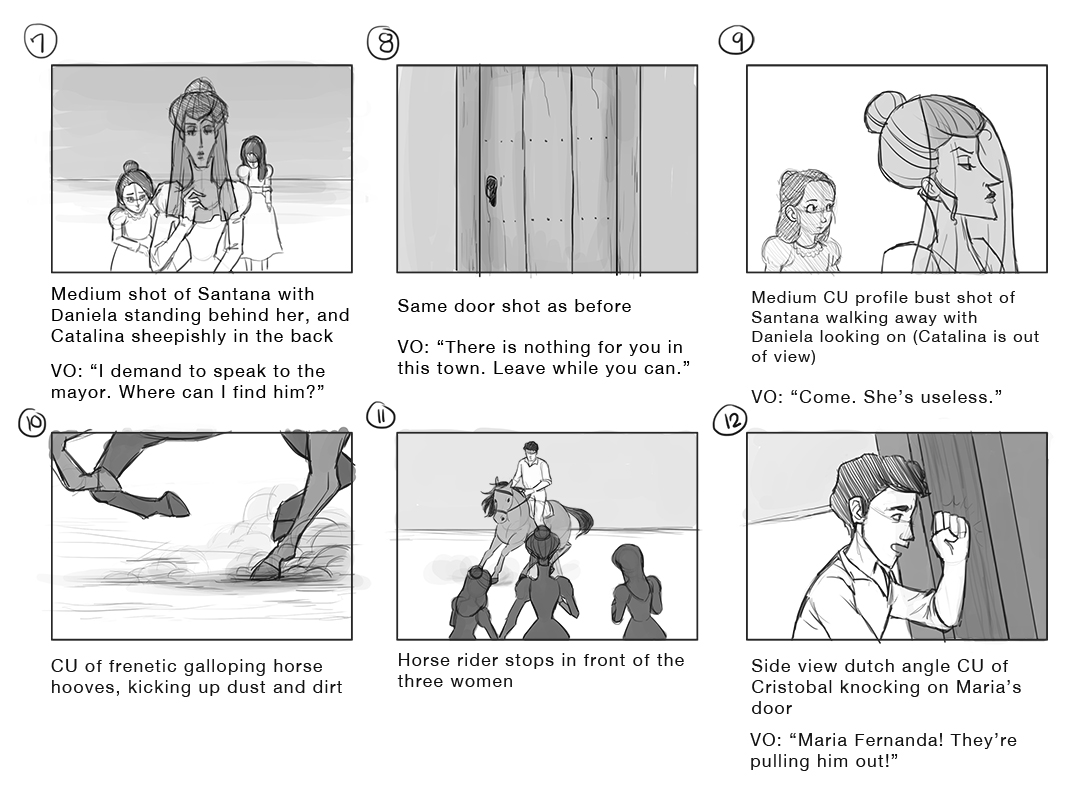 7
Medium shot of Santana with
Daniela standing behind her, and
Catalina sheepishly in the back
VO: “I demand to speak to the
mayor. Where can I find him?”
8
Same door shot as before
VO: “There is nothing for you in
this town. Leave while you can.”
9
Medium CU profile bust shot of
Santana walking away with
Daniela looking on (Catalina is out
of view)
VO: “Come. She’s useless.”
10
CU of frenetic galloping horse
hooves, kicking up dust and dirt
11
Horse rider stops in front of the
three women
12
Side view dutch angle CU of
Cristobal knocking on Maria’s
door
VO: “Maria Fernanda! They’re
pulling him out!”